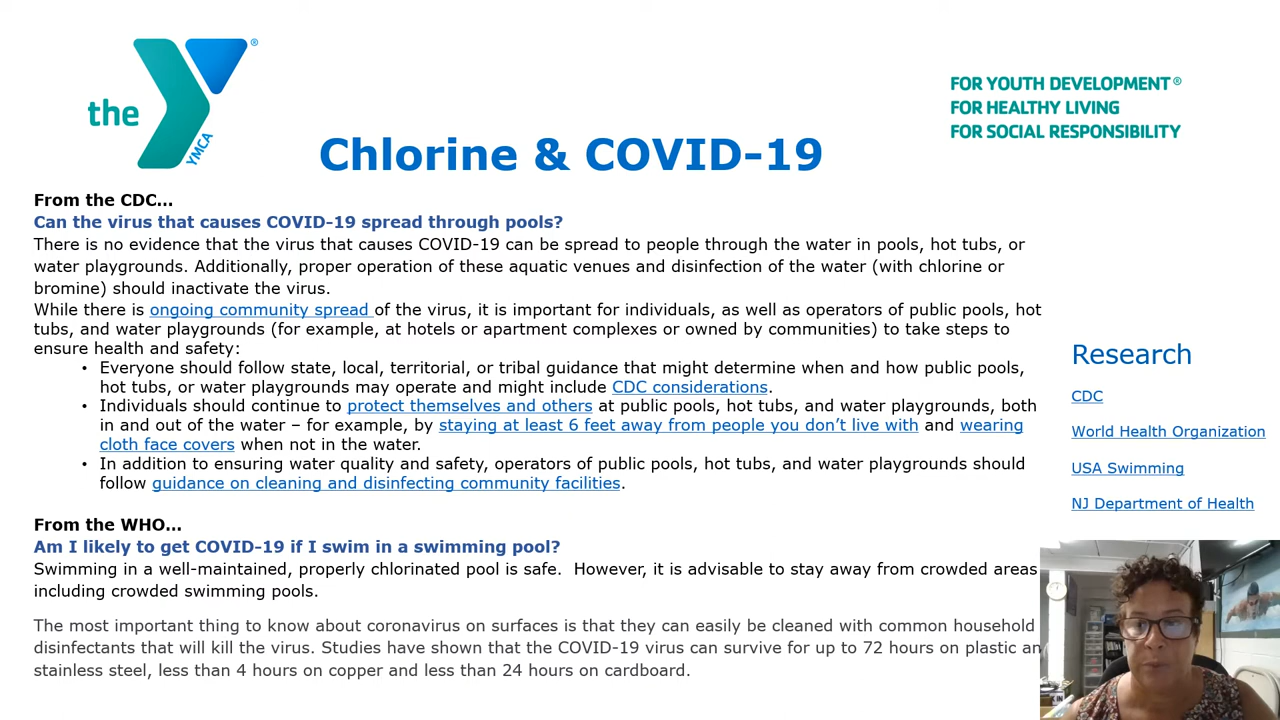 the
YMCA
®
FOR YOUTH DEVELOPMENT®
FOR HEALTHY LIVING
FOR SOCIAL RESPONSIBILITY
Chlorine & COVID-19
From the CDC...
Can the virus that causes COVID-19 spread through pools?
There is no evidence that the virus that causes COVID-19 can be spread to people through the water in pools, hot tubs, or
water playgrounds. Additionally, proper operation of these aquatic venues and disinfection of the water (with chlorine or
bromine) should inactivate the virus.
While there is ongoing community spread of the virus, it is important for individuals, as well as operators of public pools, hot
tubs, and water playgrounds (for example, at hotels or apartment complexes or owned by communities) to take steps to
ensure health and safety:
• Everyone should follow state, local, territorial, or tribal guidance that might determine when and how public pools,
hot tubs, or water playgrounds may operate and might include CDC considerations.
• Individuals should continue to protect themselves and others at public pools, hot tubs, and water playgrounds, both
in and out of the water – for example, by staying at least 6 feet away from people you don't live with and wearing
cloth face covers when not in the water.
• In addition to ensuring water quality and safety, operators of public pools, hot tubs, and water playgrounds should
follow guidance on cleaning and disinfecting community facilities.
From the WHO...
Am I likely to get COVID-19 if I swim in a swimming pool?
Swimming in a well-maintained, properly chlorinated pool is safe. However, it is advisable to stay away from crowded areas
including crowded swimming pools.
The most important thing to know about coronavirus on surfaces is that they can easily be cleaned with common household
disinfectants that will kill the virus. Studies have shown that the COVID-19 virus can survive for up to 72 hours on plastic an
stainless steel, less than 4 hours on copper and less than 24 hours on cardboard.
Research
CDC
World Health Organization
USA Swimming
NJ Department of Health